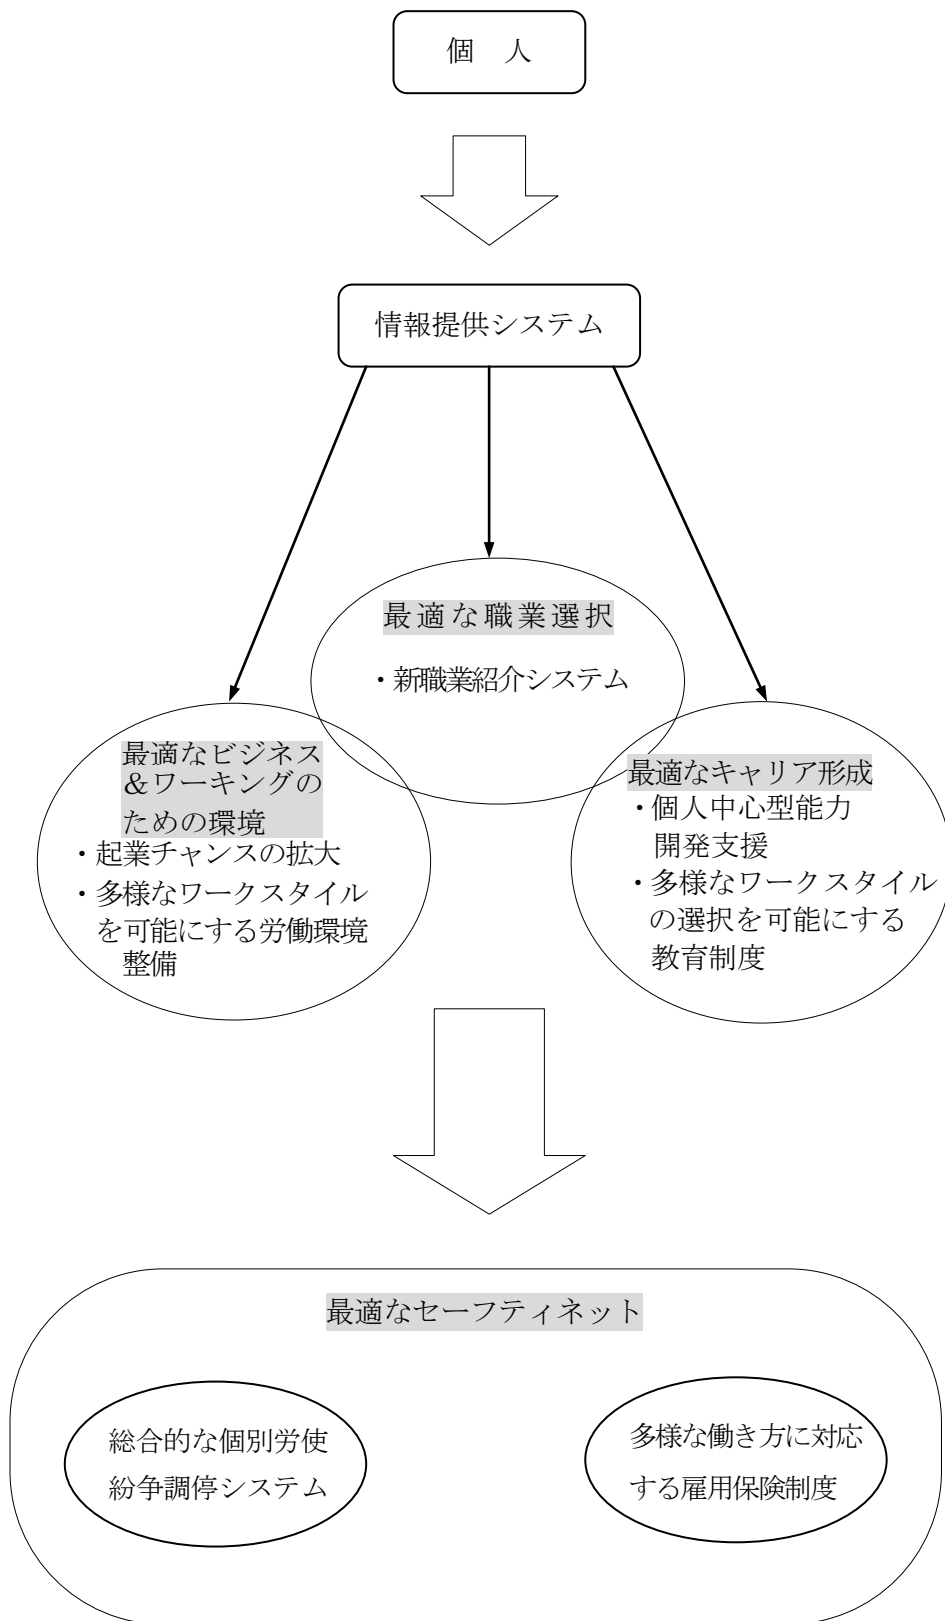 個　人
情報提供システム
最適な職業選択
・新職業紹介システム
最適なビジネス
＆ワーキングの
ための環境
・起業チャンスの拡大
・多様なワークスタイル
を可能にする労働環境
整備
最適なキャリア形成
・個人中心型能力
開発支援
・多様なワークスタイル
の選択を可能にする
教育制度
最適なセーフティネット
総合的な個別労使
紛争調停システム
多様な働き方に対応
する雇用保険制度